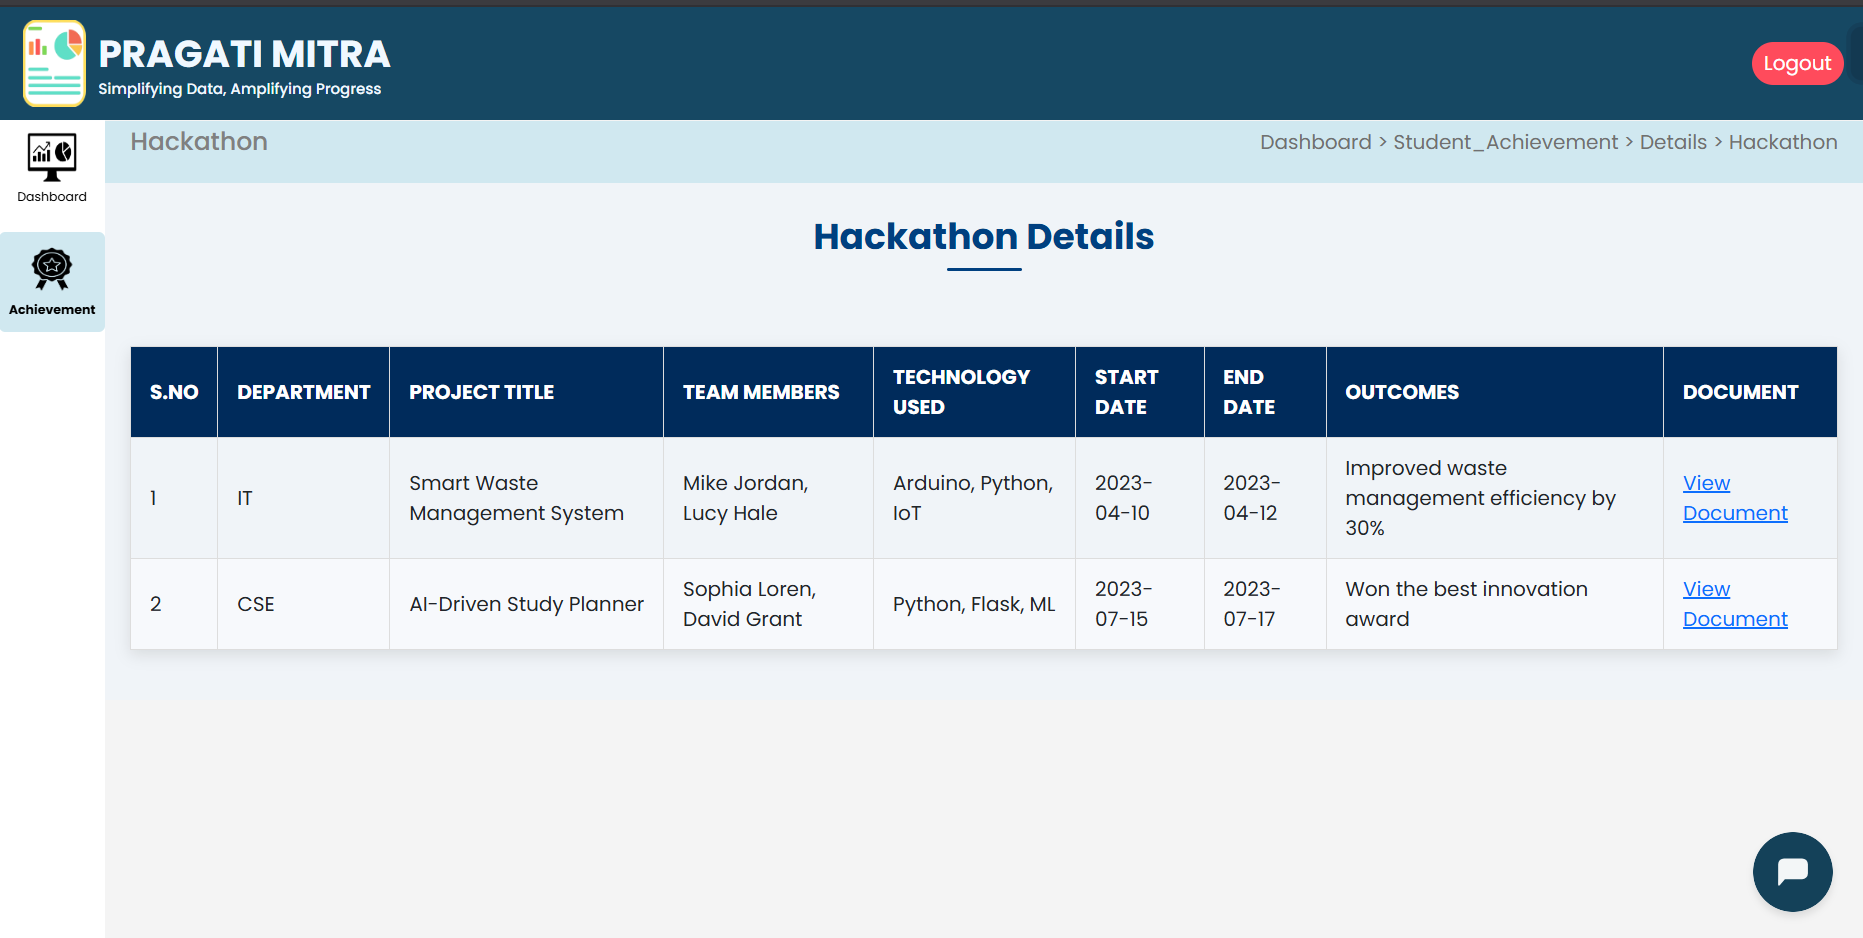 PRAGATI MITRA
Simplifying Data, Amplifying Progress
Logout
Dashboard
Achievement
Hackathon
Dashboard > Student_Achievement > Details > Hackathon
Hackathon Details
S.NO
DEPARTMENT
PROJECT TITLE
TEAM MEMBERS
TECHNOLOGY
USED
START
DATE
END
DATE
OUTCOMES
DOCUMENT
1
IT
Smart Waste
Management System
Mike Jordan,
Lucy Hale
Arduino, Python,
IoT
2023-
04-10
2023-
04-12
Improved waste
management efficiency by
30%
View
Document
2
CSE
AI-Driven Study Planner
Sophia Loren,
David Grant
Python, Flask, ML
2023-
07-15
2023-
07-17
Won the best innovation
award
View
Document